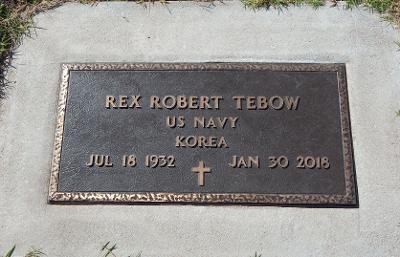 REX ROBERT TEBOW
US NAVY
KOREA
JUL 18 1932 JAN 30 2018